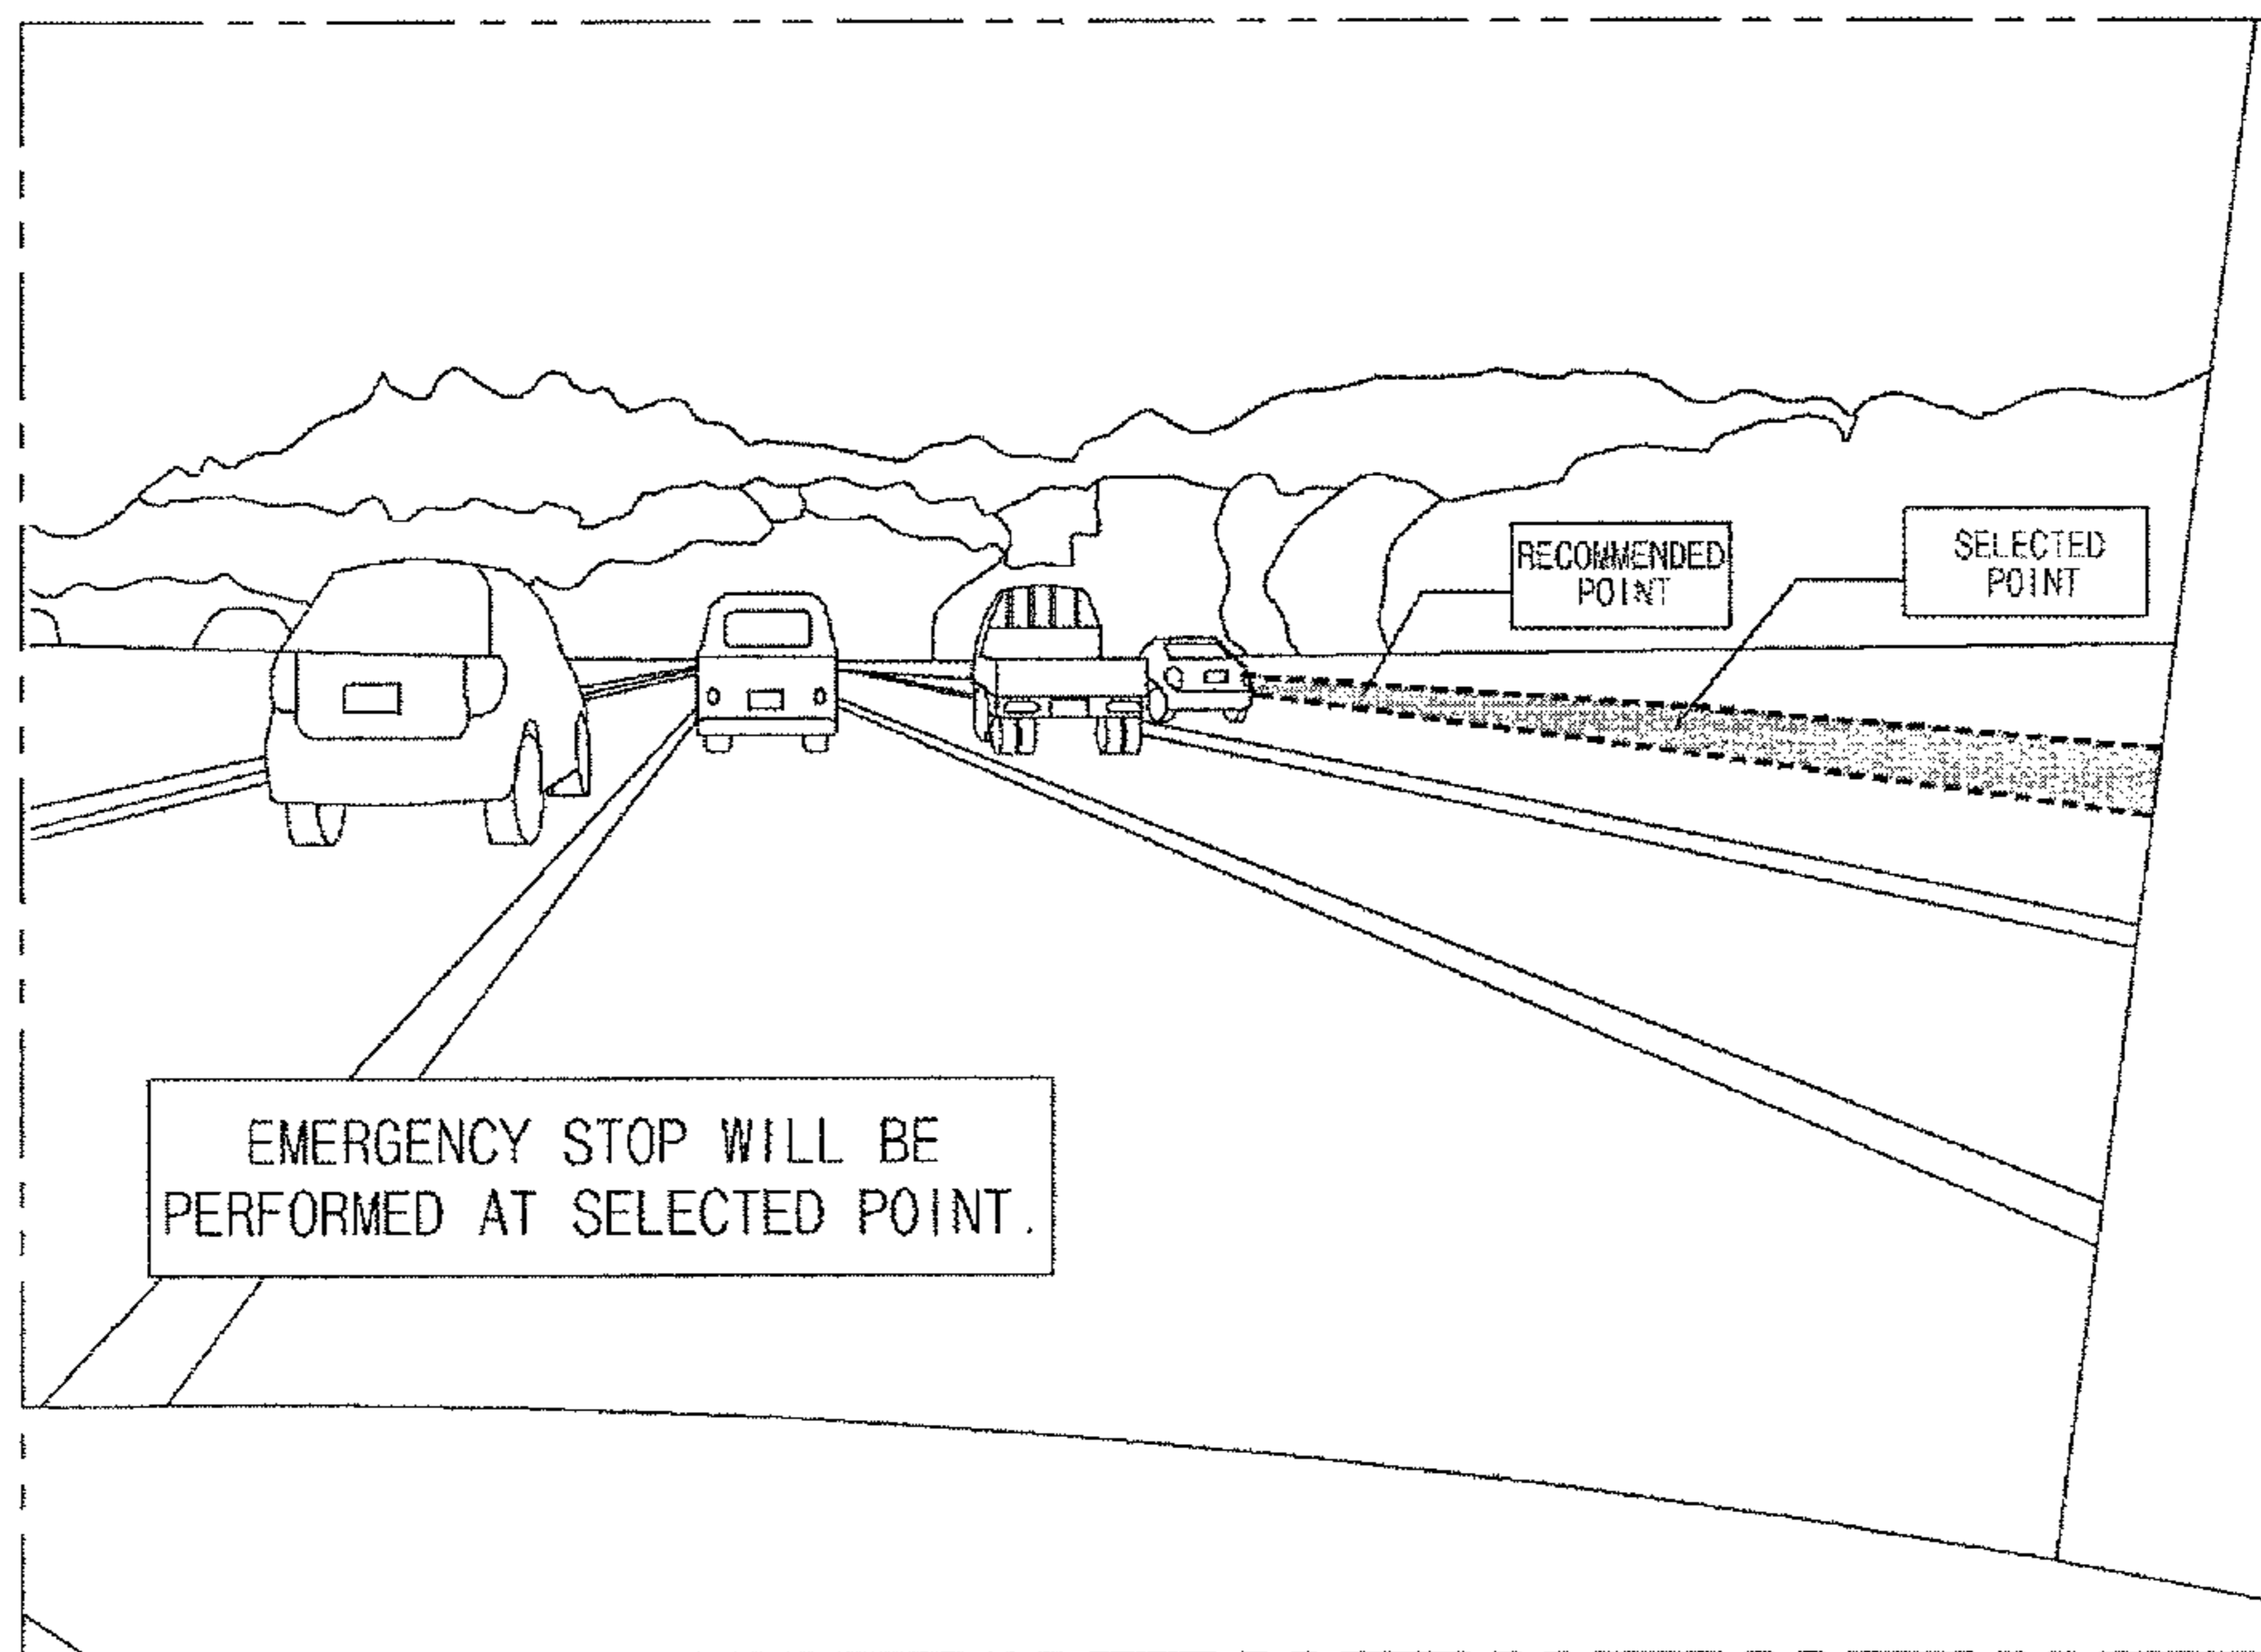 RECOMMENDED
POINT
SELECTED
POINT
EMERGENCY STOP WILL BE
PERFORMED AT SELECTED POINT.